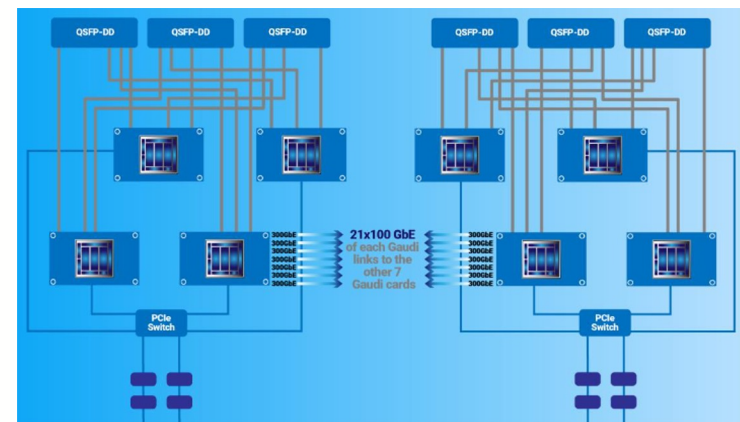 QSFP-DD QSFP-DD QSFP-DD QSFP-DD QSFP-DD QSFP-DD
300GbE 21x100 GbE 300GbE
300GbE of each Gaudi 300GbE
300GbE links to the 300GbE
300GbE other 7 300GbE
300GbE Gaudi cards 300GbE
300GbE 300GbE
300GbE 300GbE
PCIe PCIe
Switch Switch